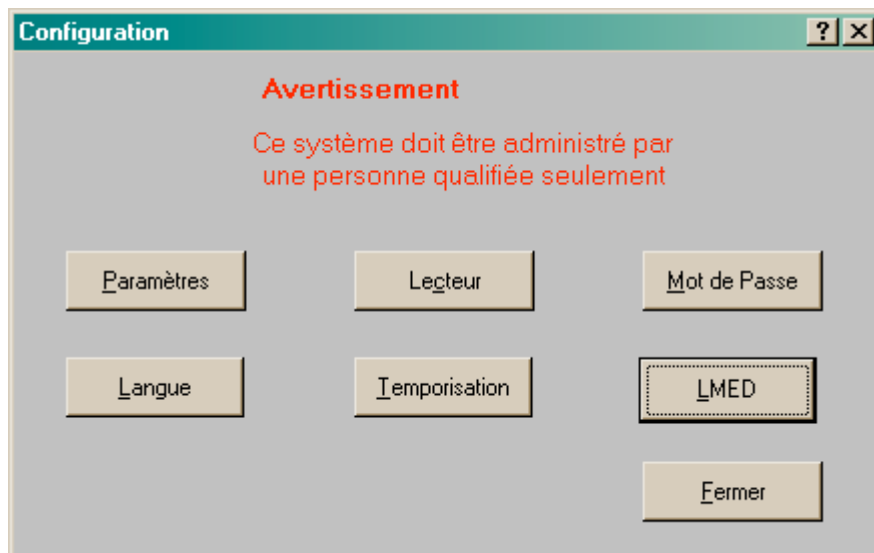 Configuration
Avertissement
Ce système doit être administré par
une personne qualifiée seulement
Paramètres
Lecteur
Mot de Passe
Langue
Temporisation
LMED
Fermer